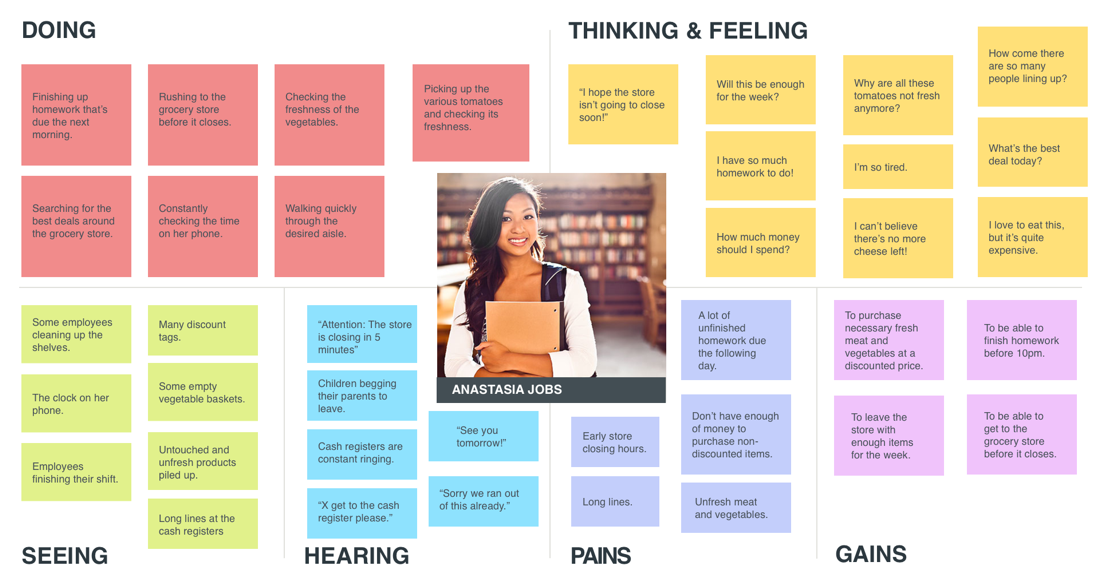 DOING
Finishing up
homework that's
due the next
morning.
Rushing to the
grocery store
before it closes.
Checking the
freshness of the
vegetables.
Picking up the
various tomatoes
and checking its
freshness.
Searching for the
best deals around
the grocery store.
Constantly
checking the time
on her phone.
Walking quickly
through the
desired aisle.
THINKING & FEELING
“I hope the store
isn't going to close
soon!”
Will this be enough
for the week?
I have so much
homework to do!
How much money
should I spend?
Why are all these
tomatoes not fresh
anymore?
I'm so tired.
I can't believe
there's no more
cheese left!
How come there
are so many
people lining up?
What's the best
deal today?
I love to eat this,
but it's quite
expensive.
ANASTASIA JOBS
Some employees
cleaning up the
shelves.
The clock on her
phone.
Employees
finishing their shift.
Many discount
tags.
Some empty
vegetable baskets.
Untouched and
unfresh products
piled up.
Long lines at the
cash registers
SEEING
“Attention: The store
is closing in 5
minutes”
Children begging
their parents to
leave.
Cash registers are
constant ringing.
“X get to the cash
register please.”
“See you
tomorrow!”
“Sorry we ran out
of this already.”
HEARING
Early store
closing hours.
Long lines.
A lot of
unfinished
homework due
the following
day.
Don't have enough
of money to
purchase non-
discounted items.
Unfresh meat
and vegetables.
PAINS
To purchase
necessary fresh
meat and
vegetables at a
discounted price.
To leave the
store with
enough items
for the week.
To be able to
finish homework
before 10pm.
To be able to
get to the
grocery store
before it closes.
GAINS